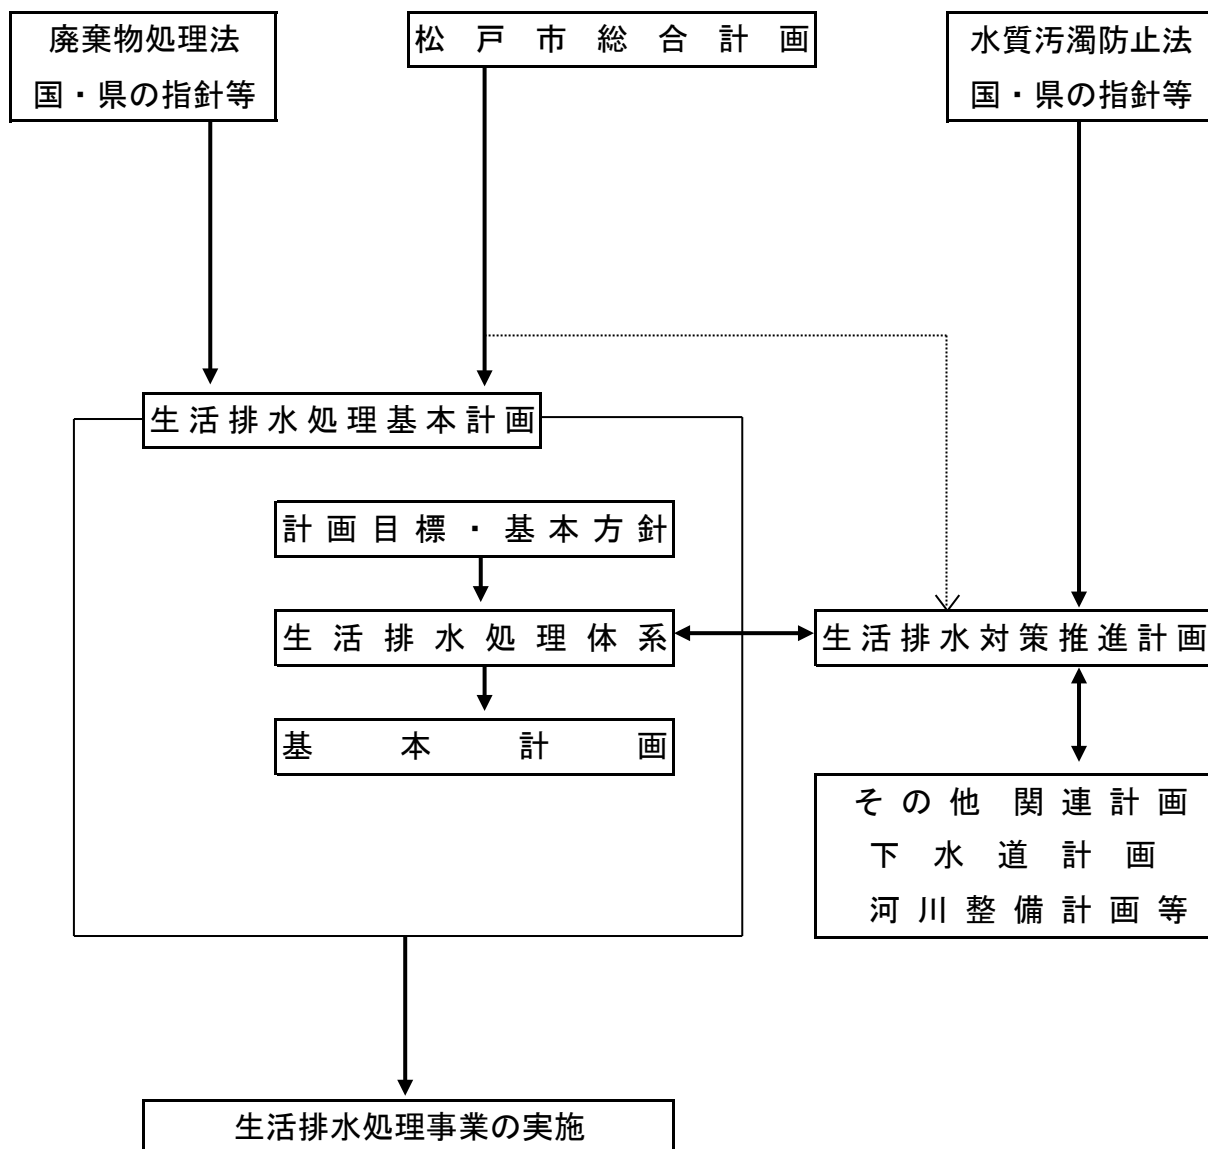 廃棄物処理法
国・県の指針等
松戸市総合計画
水質汚濁防止法
国・県の指針等
生活排水処理基本計画
計画目標・基本方針
生活排水処理体系
生活排水対策推進計画
基本計画
その他関連計画
下水道計画
河川整備計画等
生活排水処理事業の実施